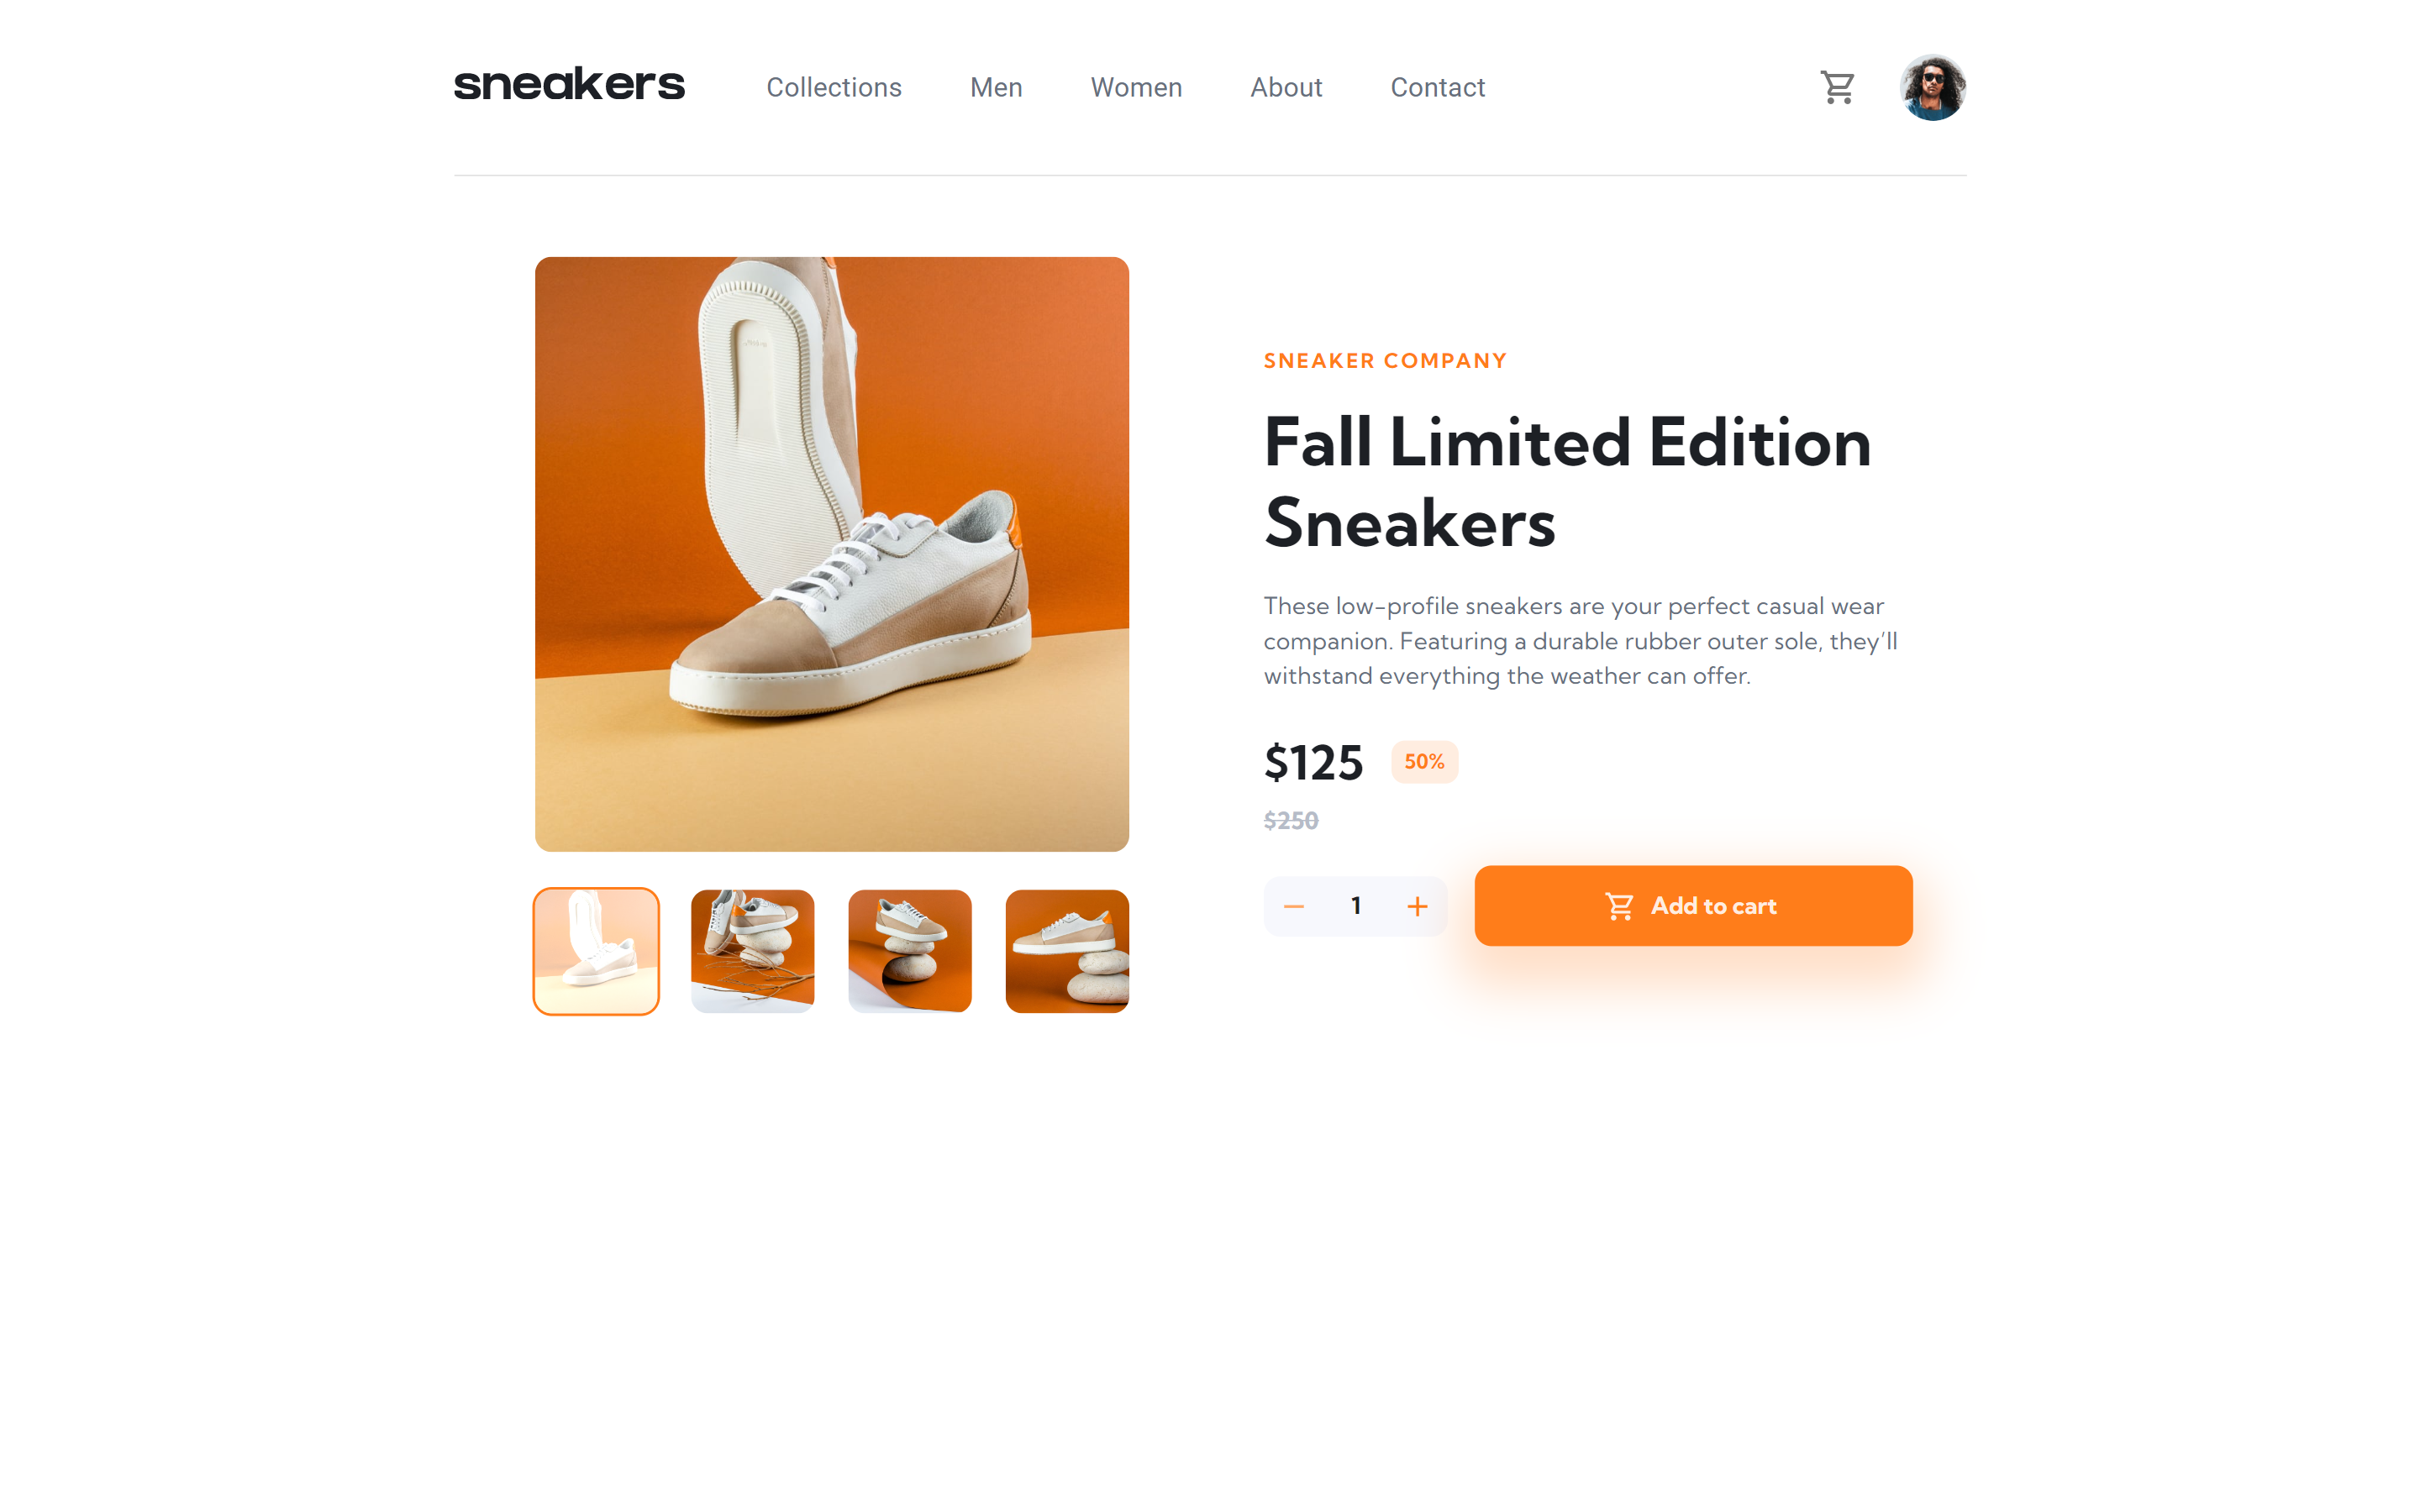 sneakers
Collections
Men
Women
About
Contact
SNEAKER COMPANY
Fall Limited Edition
Sneakers
These low-profile sneakers are your perfect casual wear
companion. Featuring a durable rubber outer sole, they’ll
withstand everything the weather can offer.
$125
50%
$250
1
Add to cart